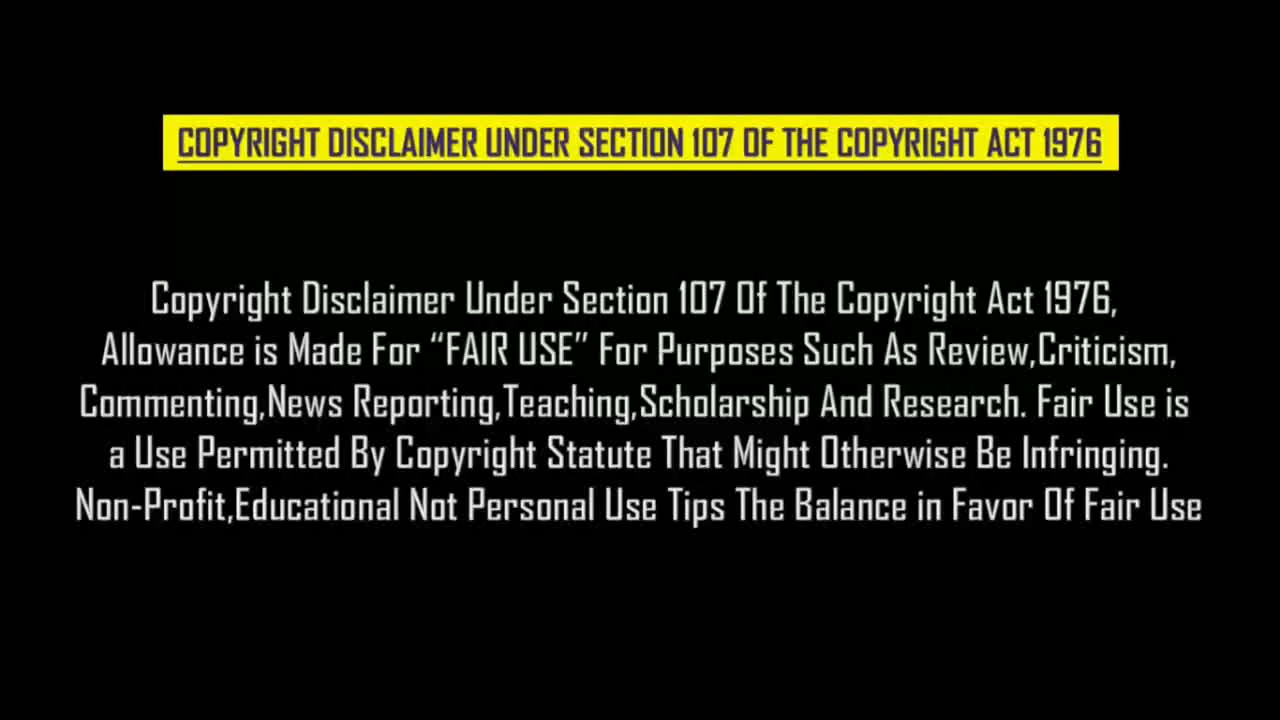 COPYRIGHT DISCLAIMER UNDER SECTION 107 OF THE COPYRIGHT ACT 1976
Copyright Disclaimer Under Section 107 Of The Copyright Act 1976,
Allowance is Made For “FAIR USE” For Purposes Such As Review,Criticism,
Commenting,News Reporting,Teaching,Scholarship And Research. Fair Use is
a Use Permitted By Copyright Statute That Might Otherwise Be Infringing.
Non-Profit,Educational Not Personal Use Tips The Balance in Favor Of Fair Use